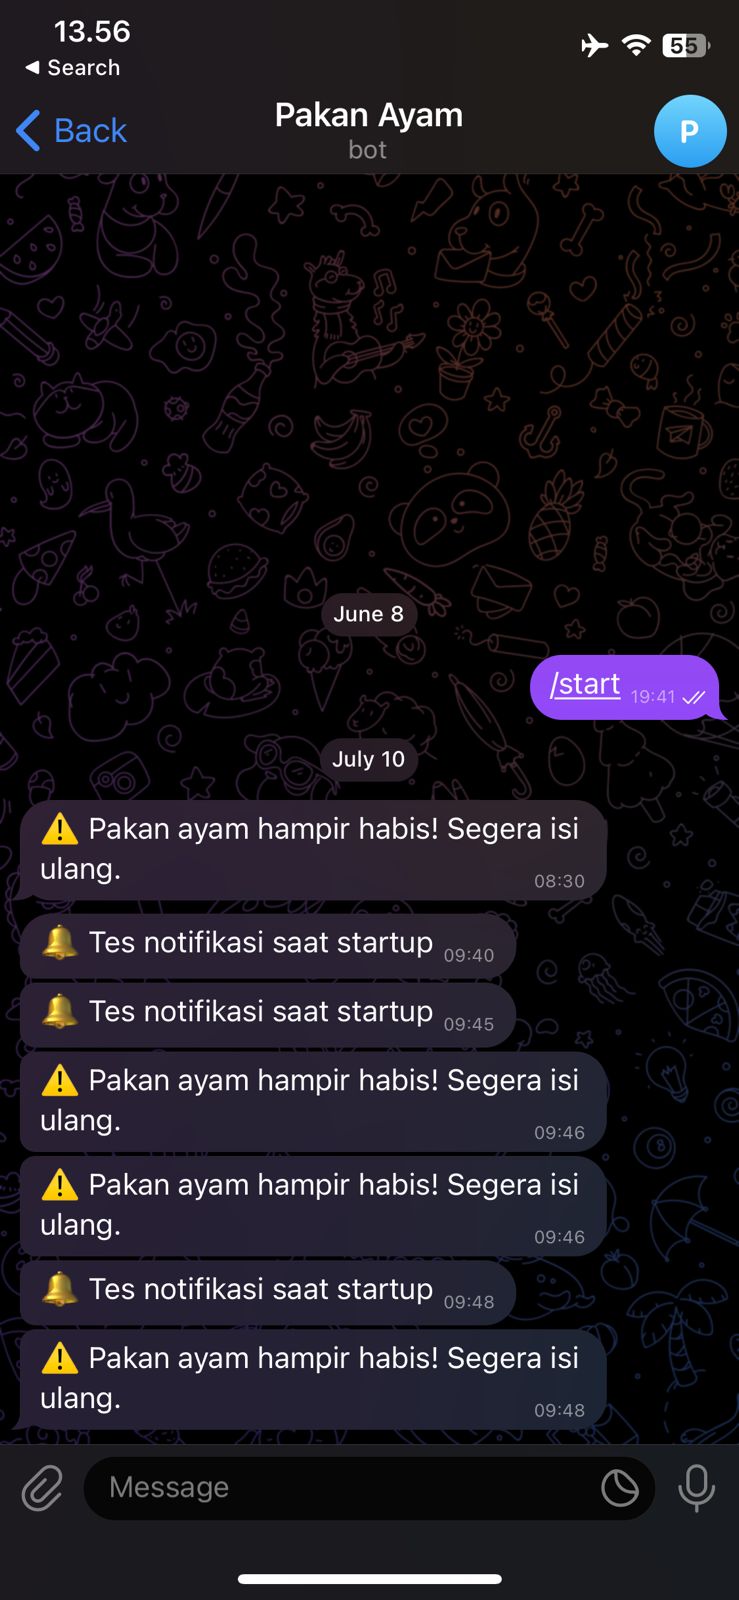 13.56
◀ Search
55
Back
Pakan Ayam
bot
P
June 8
/start 19:41
July 10
⚠️ Pakan ayam hampir habis! Segera isi
ulang.
08:30
🔔 Tes notifikasi saat startup 09:40
🔔 Tes notifikasi saat startup 09:45
⚠️ Pakan ayam hampir habis! Segera isi
ulang.
09:46
⚠️ Pakan ayam hampir habis! Segera isi
ulang.
09:46
🔔 Tes notifikasi saat startup 09:48
⚠️ Pakan ayam hampir habis! Segera isi
ulang.
09:48
Message